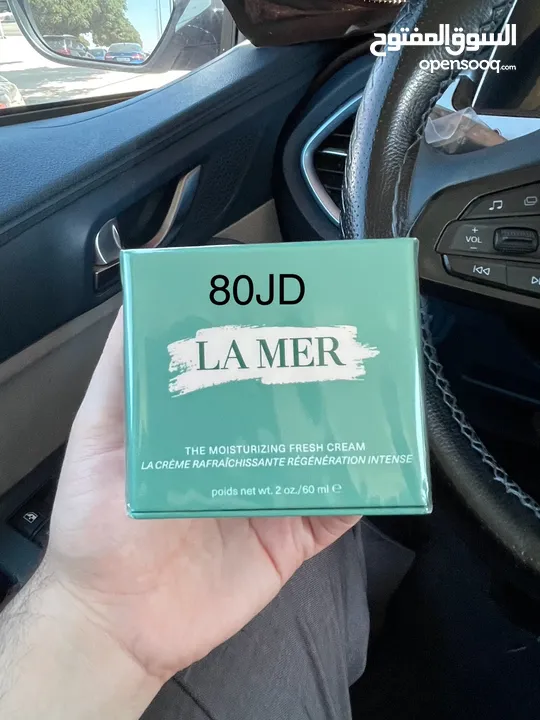 السوق المفتوح
opensooq.com
80JD
LA MER
THE MOISTURIZING FRESH CREAM
LA CRÈME RAFRAÎCHISSANTE RÉGÉNÉRATION INTENSE
poids net wt. 2 oz./60 ml ℮
+
VOL
−